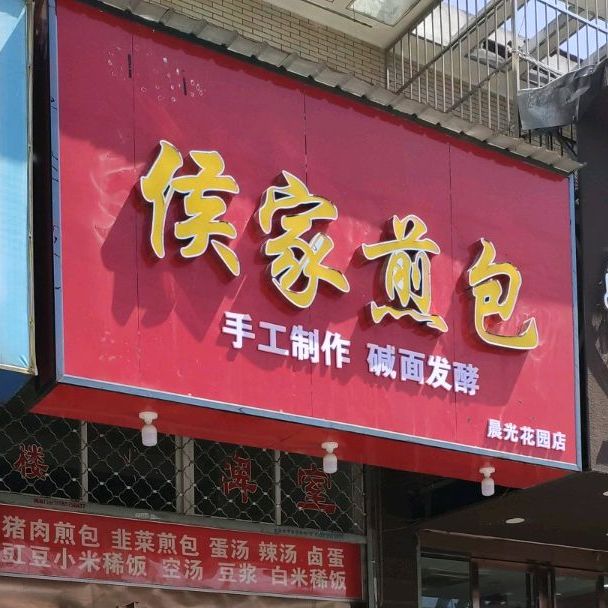 侯家煎包
手工制作 碱面发酵
晨光花园店
楼 室
猪肉煎包 韭菜煎包 蛋汤 辣汤 卤蛋
豇豆小米稀饭 空汤 豆浆 白米稀饭